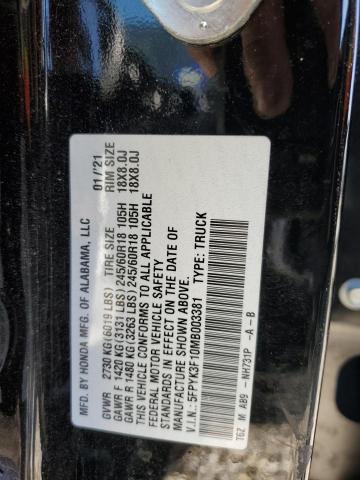 MFD. BY HONDA MFG. OF ALABAMA, LLC 01/'21
GVWR 2730 KG (6019 LBS) TIRE SIZE RIM SIZE
GAWR F 1420 KG (3131 LBS) 245/60R18 105H 18X8.0J
GAWR R 1480 KG (3263 LBS) 245/60R18 105H 18X8.0J
THIS VEHICLE CONFORMS TO ALL APPLICABLE
FEDERAL MOTOR VEHICLE SAFETY
STANDARDS IN EFFECT ON THE DATE OF
MANUFACTURE SHOWN ABOVE.
V.I.N.: 5FPYK3F10MB003381 TYPE: TRUCK
T6Z M AB9 -NH731P -A -B